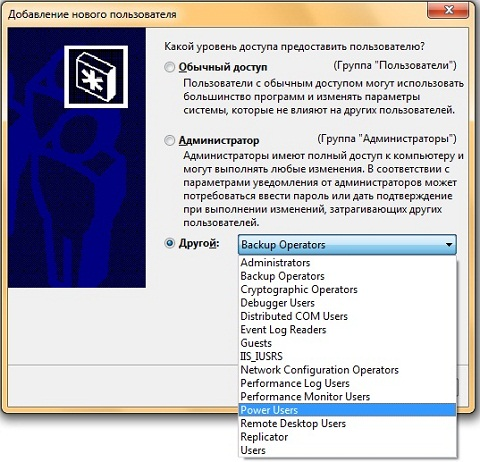 Добавление нового пользователя
Какой уровень доступа предоставить пользователю?
Обычный доступ (Группа "Пользователи")
Пользователи с обычным доступом могут использовать
большинство программ и изменять параметры
системы, которые не влияют на других пользователей.
Администратор (Группа "Администраторы")
Администраторы имеют полный доступ к компьютеру и
могут выполнять любые изменения. В соответствии с
параметрами уведомления от администраторов может
потребоваться ввести пароль или дать подтверждение
при выполнении изменений, затрагивающих других
пользователей.
Другой: Backup Operators
Administrators
Backup Operators
Cryptographic Operators
Debugger Users
Distributed COM Users
Event Log Readers
Guests
IIS_IUSRS
Network Configuration Operators
Performance Log Users
Performance Monitor Users
Power Users
Remote Desktop Users
Replicator
Users